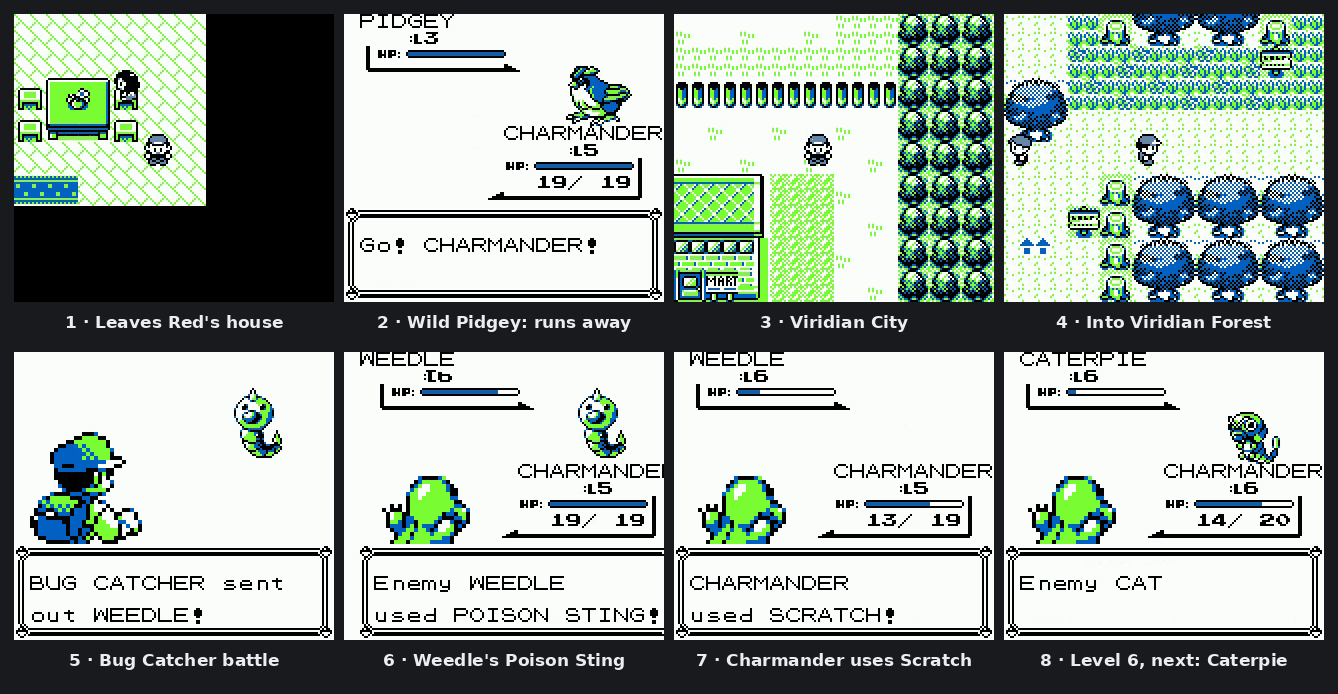 PIDGEY
:L3
HP:
CHARMANDER
:L5
HP:
19/ 19
Go! CHARMANDER!
MART
1 · Leaves Red's house
2 · Wild Pidgey: runs away
3 · Viridian City
4 · Into Viridian Forest
BUG CATCHER sent
out WEEDLE!
WEEDLE
:L6
HP:
CHARMANDER
:L5
HP:
19/ 19
Enemy WEEDLE
used POISON STING!
WEEDLE
:L6
HP:
CHARMANDER
:L5
HP:
13/ 19
CHARMANDER
used SCRATCH!
CATERPIE
:L6
HP:
CHARMANDER
:L6
HP:
14/ 20
Enemy CAT
5 · Bug Catcher battle
6 · Weedle's Poison Sting
7 · Charmander uses Scratch
8 · Level 6, next: Caterpie